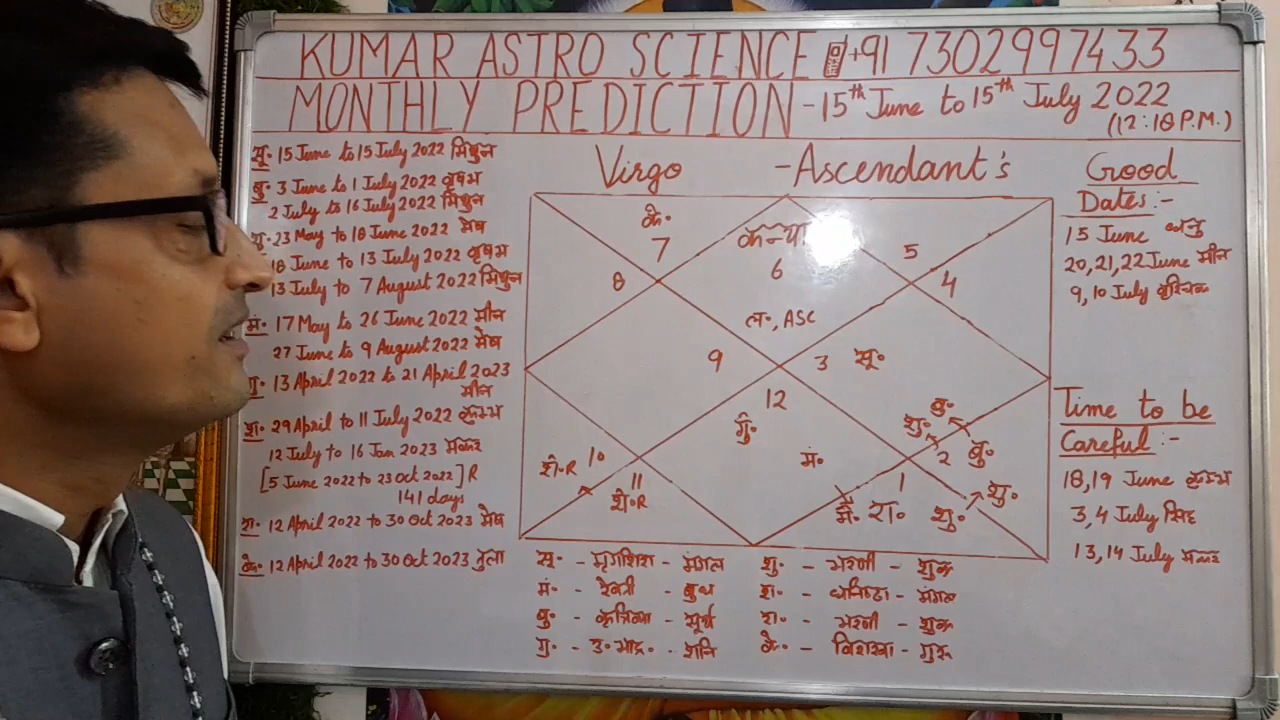 KUMAR ASTRO SCIENCE +91 7302997433
MONTHLY PREDICTION - 15th June to 15th July 2022
(12:18 P.M.)
सू॰ 15 June to 15 July 2022 मिथुन
बु॰ 3 June to 1 July 2022 वृषभ
2 July to 16 July 2022 मिथुन
शु॰ 23 May to 18 June 2022 मेष
18 June to 13 July 2022 वृषभ
13 July to 7 August 2022 मिथुन
मं॰ 17 May to 26 June 2022 मीन
27 June to 9 August 2022 मेष
गु॰ 13 April 2022 to 21 April 2023
मीन
श॰ 29 April to 11 July 2022 कुम्भ
12 July to 16 Jan 2023 मकर
[5 June 2022 to 23 Oct 2022] R
141 days
रा॰ 12 April 2022 to 30 Oct 2023 मेष
के॰ 12 April 2022 to 30 Oct 2023 तुला
Virgo - Ascendant's
के॰
7
कन्या
6
5
8
4
ल॰, ASC
9
3 सू॰
12
गु॰
बु॰
शु॰
2 बु॰
मं॰
श॰R 10
11
श॰R
1
मं॰ रा॰ शु॰
शु॰
सू॰ - मृगशिरा - मंगल
मं॰ - रेवती - बुध
बु॰ - कृत्तिका - सूर्य
गु॰ - उ॰भाद्र॰ - शनि
शु॰ - भरणी - शुक्र
श॰ - धनिष्ठा - मंगल
रा॰ - भरणी - शुक्र
के॰ - विशाखा - गुरू
Good
Dates:-
15 June धनु
20,21,22 June मीन
9,10 July वृश्चिक
Time to be
Careful:-
18,19 June कुम्भ
3,4 July सिंह
13,14 July मकर